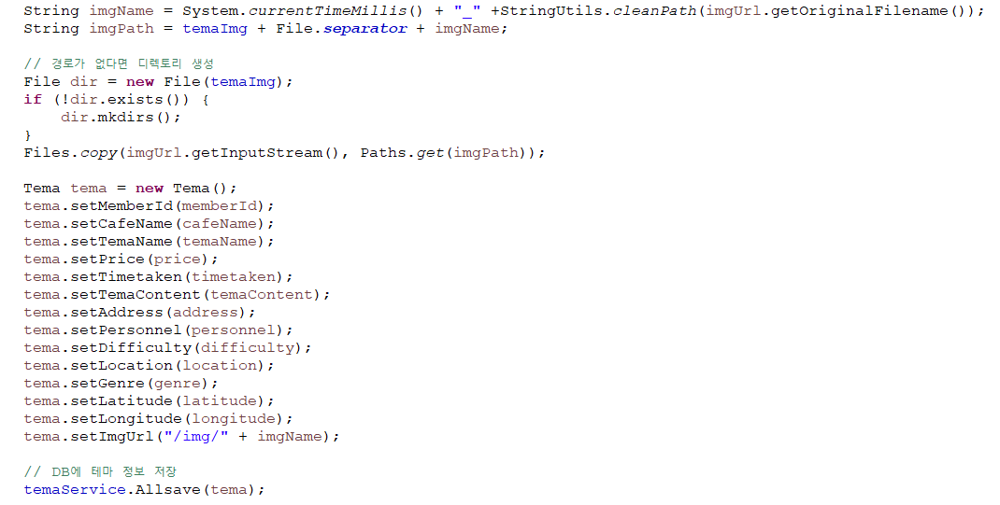 String imgName = System.currentTimeMillis() + "_" +StringUtils.cleanPath(imgUrl.getOriginalFilename());
String imgPath = temaImg + File.separator + imgName;
// 경로가 없다면 디렉토리 생성
File dir = new File(temaImg);
if (!dir.exists()) {
    dir.mkdirs();
}
Files.copy(imgUrl.getInputStream(), Paths.get(imgPath));
Tema tema = new Tema();
tema.setMemberId(memberId);
tema.setCafeName(cafeName);
tema.setTemaName(temaName);
tema.setPrice(price);
tema.setTimetaken(timetaken);
tema.setTemaContent(temaContent);
tema.setAddress(address);
tema.setPersonnel(personnel);
tema.setDifficulty(difficulty);
tema.setLocation(location);
tema.setGenre(genre);
tema.setLatitude(latitude);
tema.setLongitude(longitude);
tema.setImgUrl("/img/" + imgName);
// DB에 테마 정보 저장
temaService.Allsave(tema);